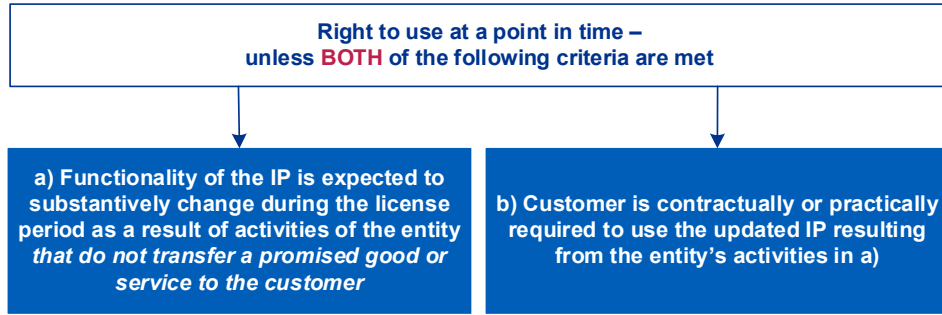 Right to use at a point in time –
unless BOTH of the following criteria are met
a) Functionality of the IP is expected to
substantively change during the license
period as a result of activities of the entity
that do not transfer a promised good or
service to the customer
b) Customer is contractually or practically
required to use the updated IP resulting
from the entity's activities in a)